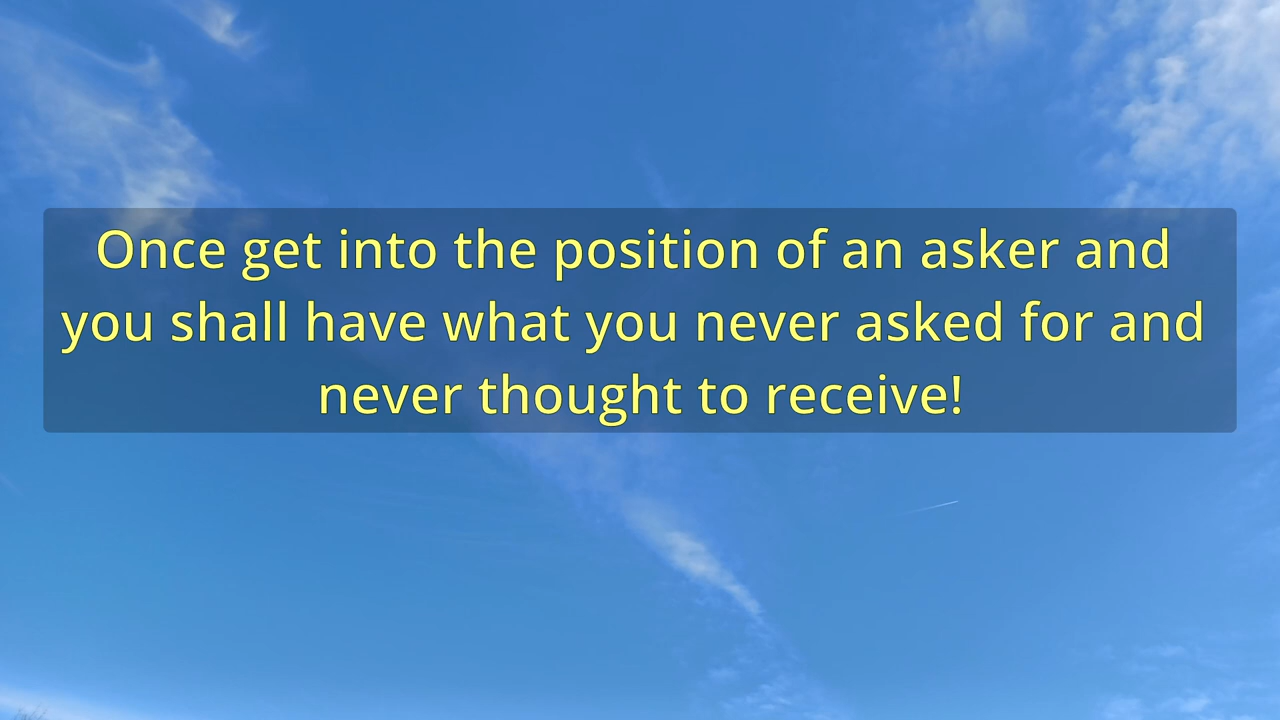 Once get into the position of an asker and
you shall have what you never asked for and
never thought to receive!